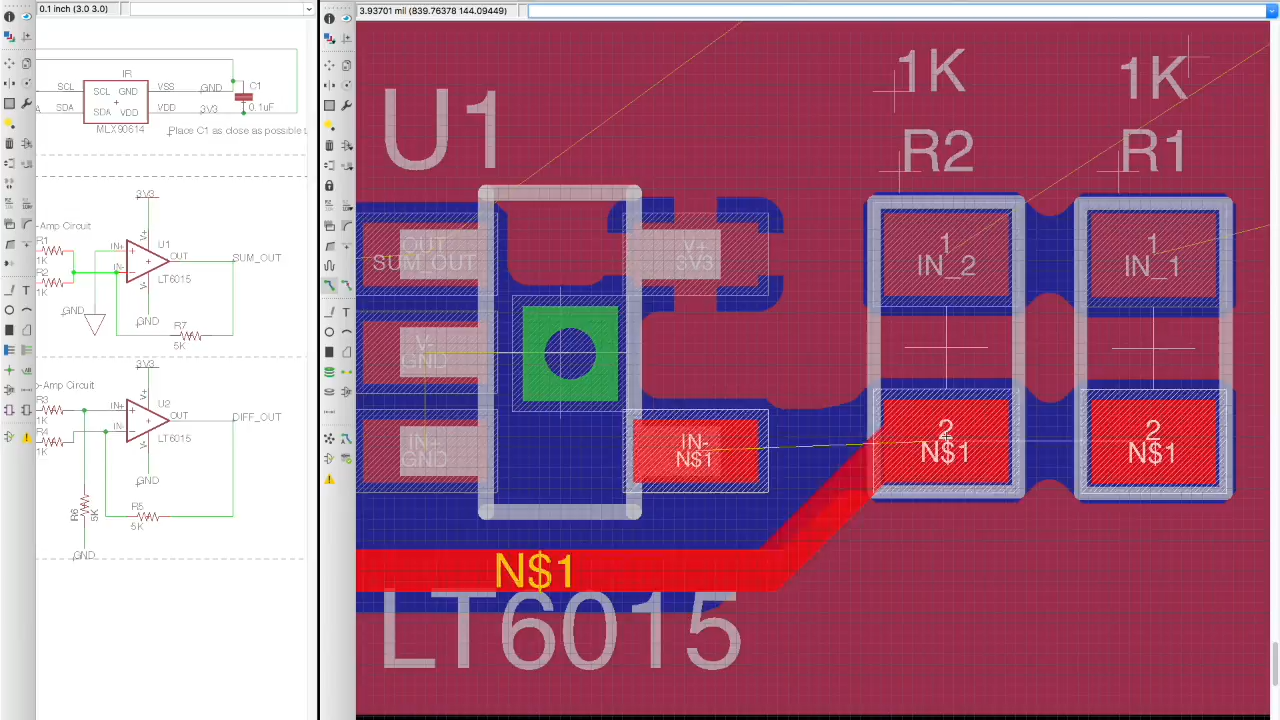 0.1 inch (3.0 3.0)
IR
SCL
SCL GND
VSS
GND
C1
SDA
SDA VDD
VDD
3V3
0.1uF
MLX90614
Place C1 as close as possible t
3V3
-Amp Circuit
R1
1K
R2
1K
IN+
IN-
V+
V-
U1
OUT
LT6015
SUM_OUT
GND
GND
R7
5K
3V3
o-Amp Circuit
R3
1K
R4
1K
IN+
IN-
V+
V-
U2
OUT
LT6015
DIFF_OUT
GND
R5
5K
R6
5K
GND
3.93701 mil (839.76378 144.09449)
U1
1K
R2
1K
R1
OUT
SUM_OUT
V+
3V3
1
IN_2
1
IN_1
V-
GND
IN+
GND
IN-
N$1
2
N$1
2
N$1
N$1
LT6015